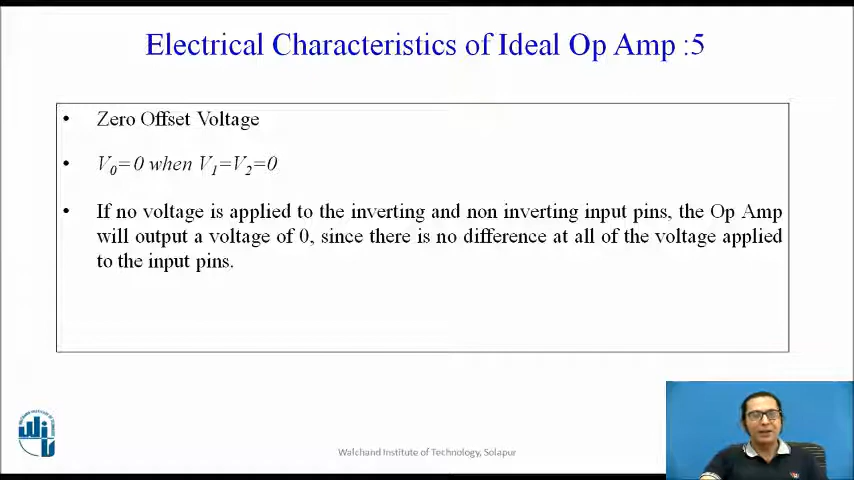 Electrical Characteristics of Ideal Op Amp :5
• Zero Offset Voltage
• V0=0 when V1=V2=0
• If no voltage is applied to the inverting and non inverting input pins, the Op Amp
will output a voltage of 0, since there is no difference at all of the voltage applied
to the input pins.
Walchand Institute of Technology, Solapur